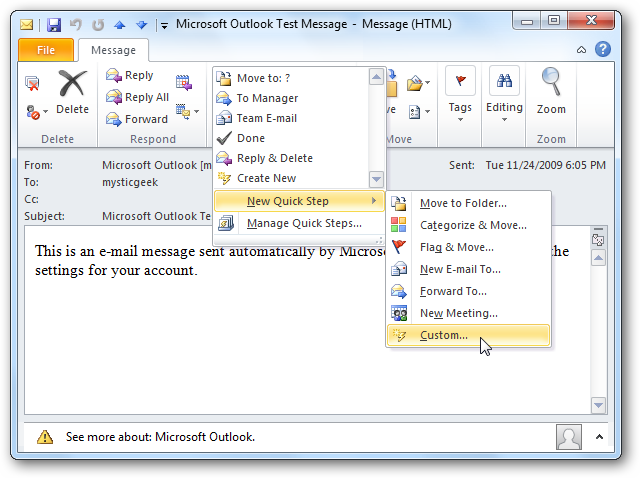 Microsoft Outlook Test Message - Message (HTML)
File Message
Reply
Reply All
Forward
Delete
Delete
Respond
Move to: ?
To Manager
Team E-mail
Done
Reply & Delete
Create New
New Quick Step
Manage Quick Steps...
Tags
Editing
Zoom
Zoom
From: Microsoft Outlook [m
Sent: Tue 11/24/2009 6:05 PM
To: mysticgeek
Cc:
Subject: Microsoft Outlook Te
Move to Folder...
Categorize & Move...
Flag & Move...
New E-mail To...
Forward To...
New Meeting...
Custom...
This is an e-mail message sent automatically by Micros the
settings for your account.
See more about: Microsoft Outlook.